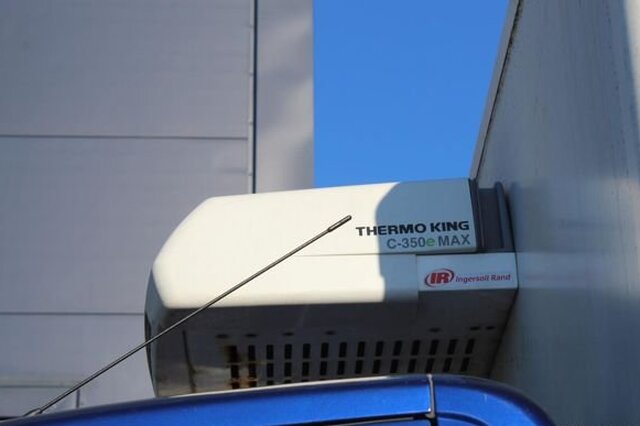 THERMO KING
C-350e MAX
IR Ingersoll Rand